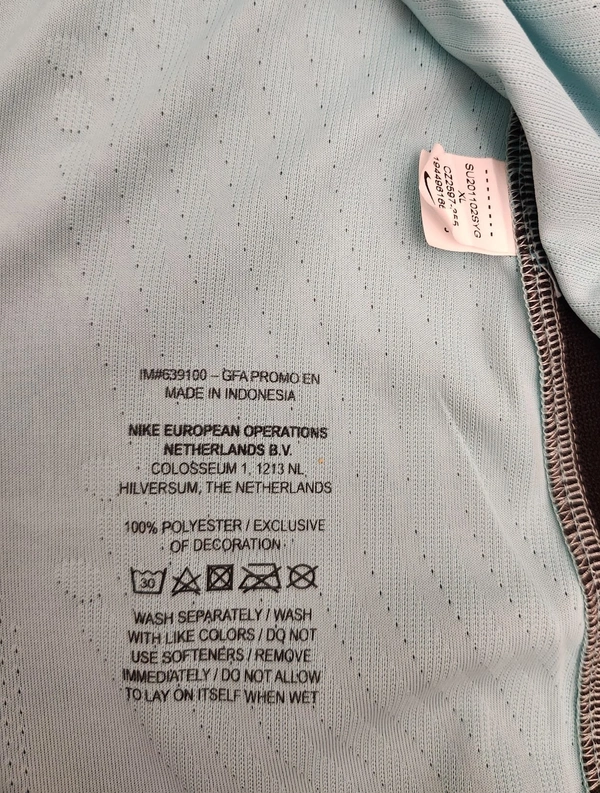 SU201102SYG
XL
IM#639100 – GFA PROMO EN
MADE IN INDONESIA
NIKE EUROPEAN OPERATIONS
NETHERLANDS B.V.
COLOSSEUM 1, 1213 NL
HILVERSUM, THE NETHERLANDS
100% POLYESTER / EXCLUSIVE
OF DECORATION
30
WASH SEPARATELY / WASH
WITH LIKE COLORS / DO NOT
USE SOFTENERS / REMOVE
IMMEDIATELY / DO NOT ALLOW
TO LAY ON ITSELF WHEN WET